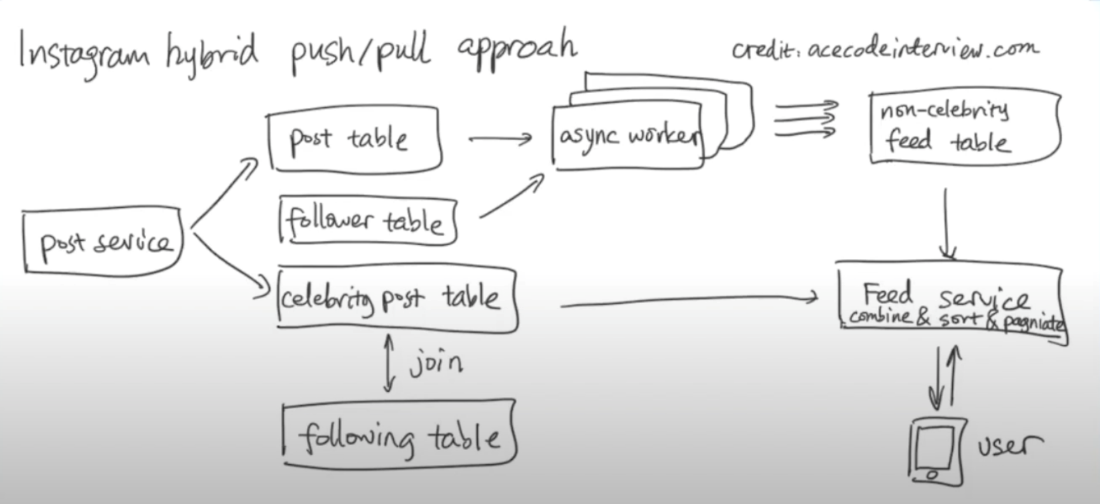 Instagram hybrid push/pull approah
credit: acecodeinterview.com
post table
async worker
non-celebrity
feed table
follower table
post service
celebrity post table
Feed service
combine & sort & pagniate
join
following table
user